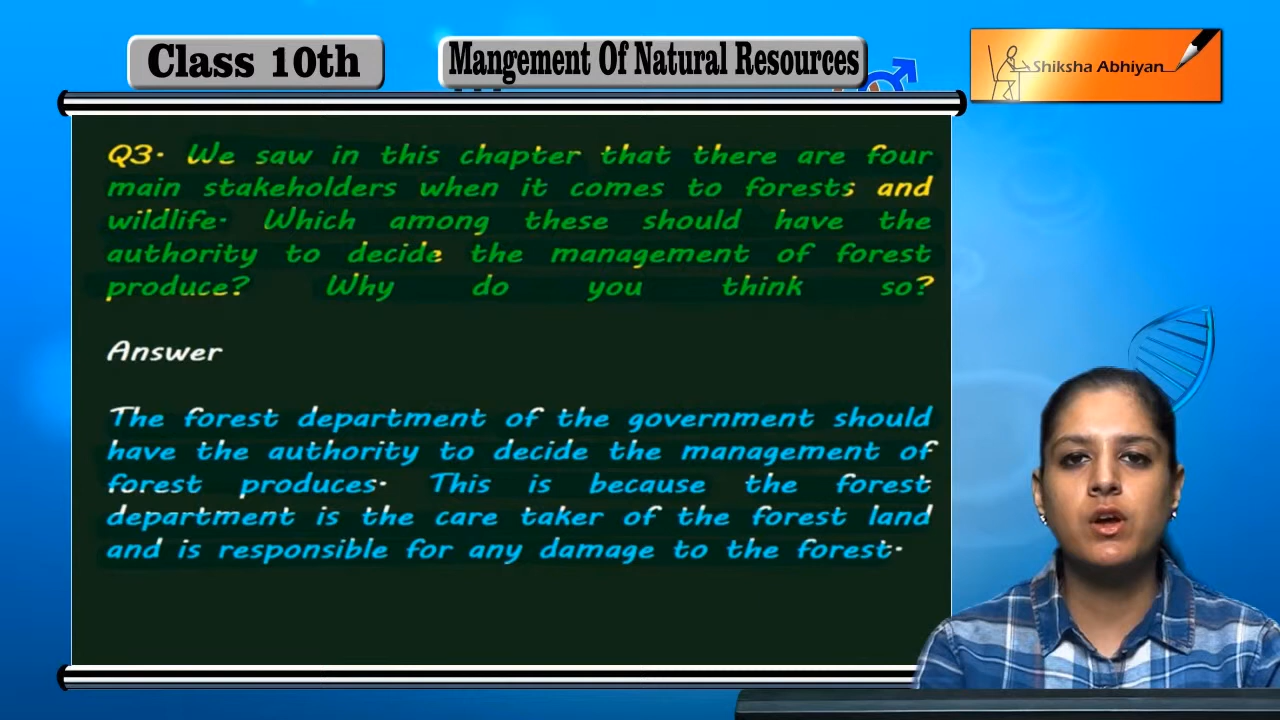 Class 10th
Mangement Of Natural Resources
Shiksha Abhiyan
Q3. We saw in this chapter that there are four
main stakeholders when it comes to forests and
wildlife. Which among these should have the
authority to decide the management of forest
produce? Why do you think so?
Answer
The forest department of the government should
have the authority to decide the management of
forest produces. This is because the forest
department is the care taker of the forest land
and is responsible for any damage to the forest.